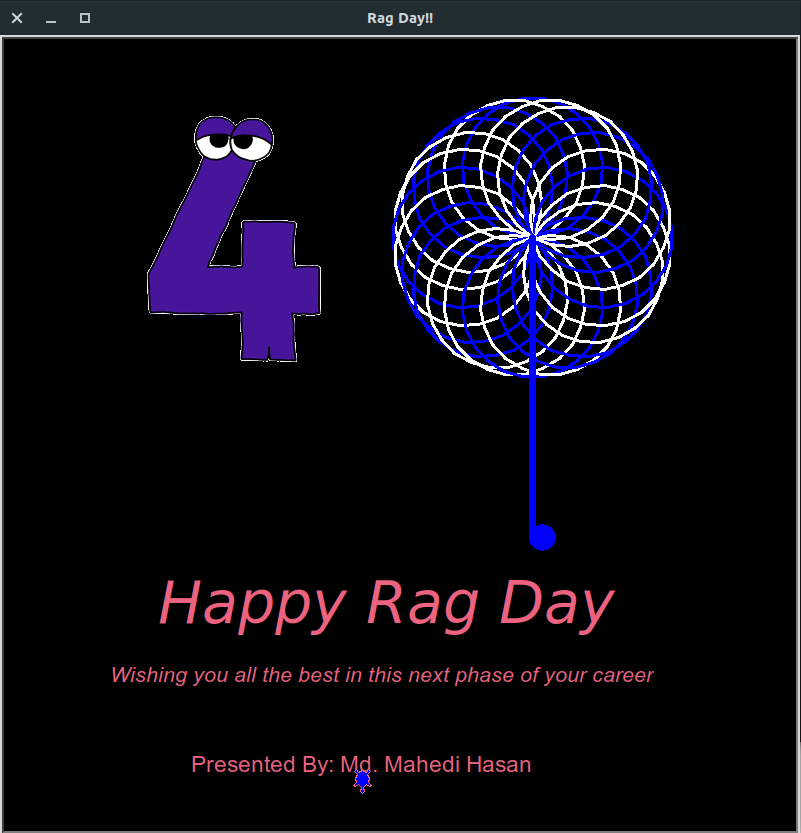 Rag Day!!
4
Happy Rag Day
Wishing you all the best in this next phase of your career
Presented By: Md. Mahedi Hasan